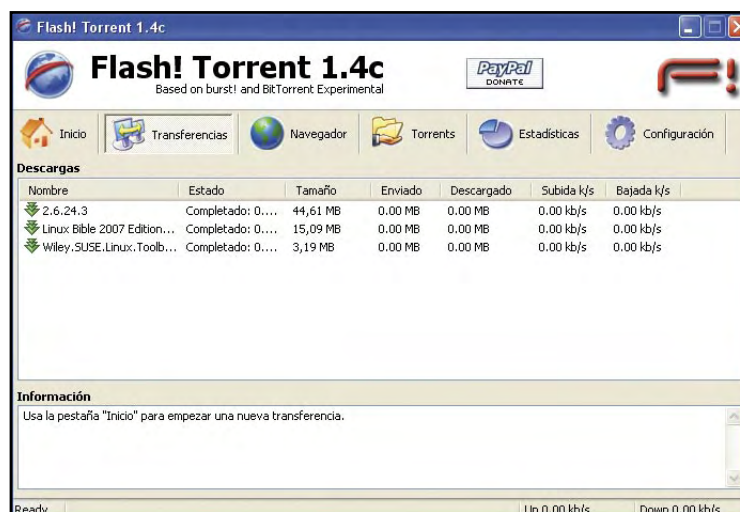 Flash! Torrent 1.4c
Flash! Torrent 1.4c
Based on burst! and BitTorrent Experimental
PayPal
DONATE
F!
Inicio Transferencias Navegador Torrents Estadísticas Configuración
Descargas
Nombre Estado Tamaño Enviado Descargado Subida k/s Bajada k/s
2.6.24.3 Completado: 0.... 44,61 MB 0.00 MB 0.00 MB 0.00 kb/s 0.00 kb/s
Linux Bible 2007 Edition... Completado: 0.... 15,09 MB 0.00 MB 0.00 MB 0.00 kb/s 0.00 kb/s
Wiley.SUSE.Linux.Toolb... Completado: 0.... 3,19 MB 0.00 MB 0.00 MB 0.00 kb/s 0.00 kb/s
Información
Usa la pestaña "Inicio" para empezar una nueva transferencia.
Ready Up 0.00 kb/s Down 0.00 kb/s